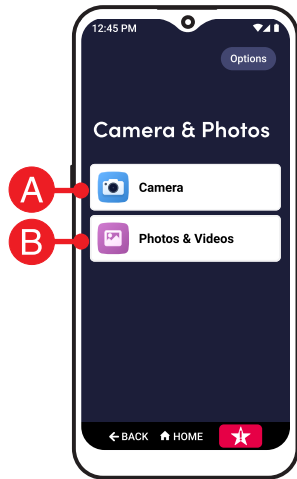 12:45 PM
Options
Camera & Photos
A
Camera
B
Photos & Videos
BACK HOME